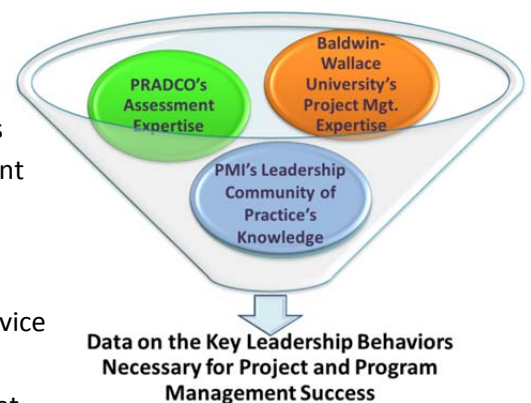 PRADCO's
Assessment
Expertise
Baldwin-
Wallace
University's
Project Mgt.
Expertise
PMI's Leadership
Community of
Practice's
Knowledge
Data on the Key Leadership Behaviors
Necessary for Project and Program
Management Success